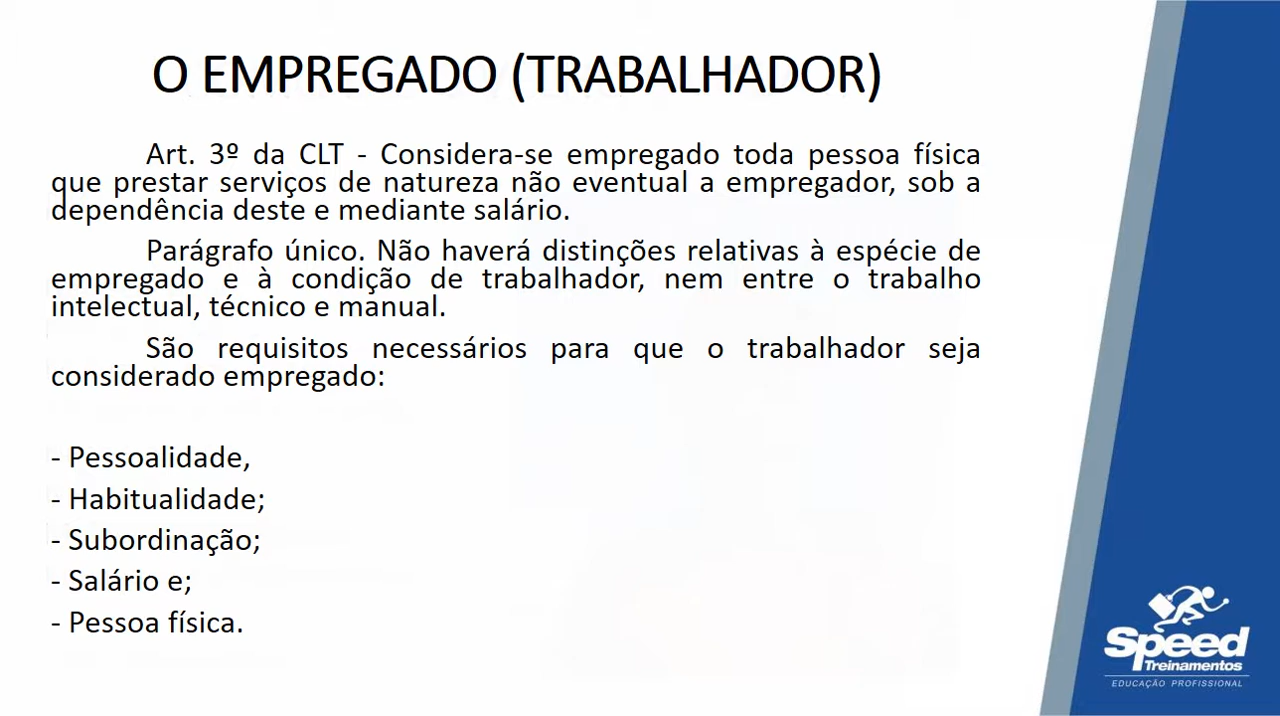 O EMPREGADO (TRABALHADOR)
Art. 3º da CLT - Considera-se empregado toda pessoa física
que prestar serviços de natureza não eventual a empregador, sob a
dependência deste e mediante salário.
Parágrafo único. Não haverá distinções relativas à espécie de
empregado e à condição de trabalhador, nem entre o trabalho
intelectual, técnico e manual.
São requisitos necessários para que o trabalhador seja
considerado empregado:
- Pessoalidade,
- Habitualidade;
- Subordinação;
- Salário e;
- Pessoa física.
Speed
Treinamentos
EDUCAÇÃO PROFISSIONAL